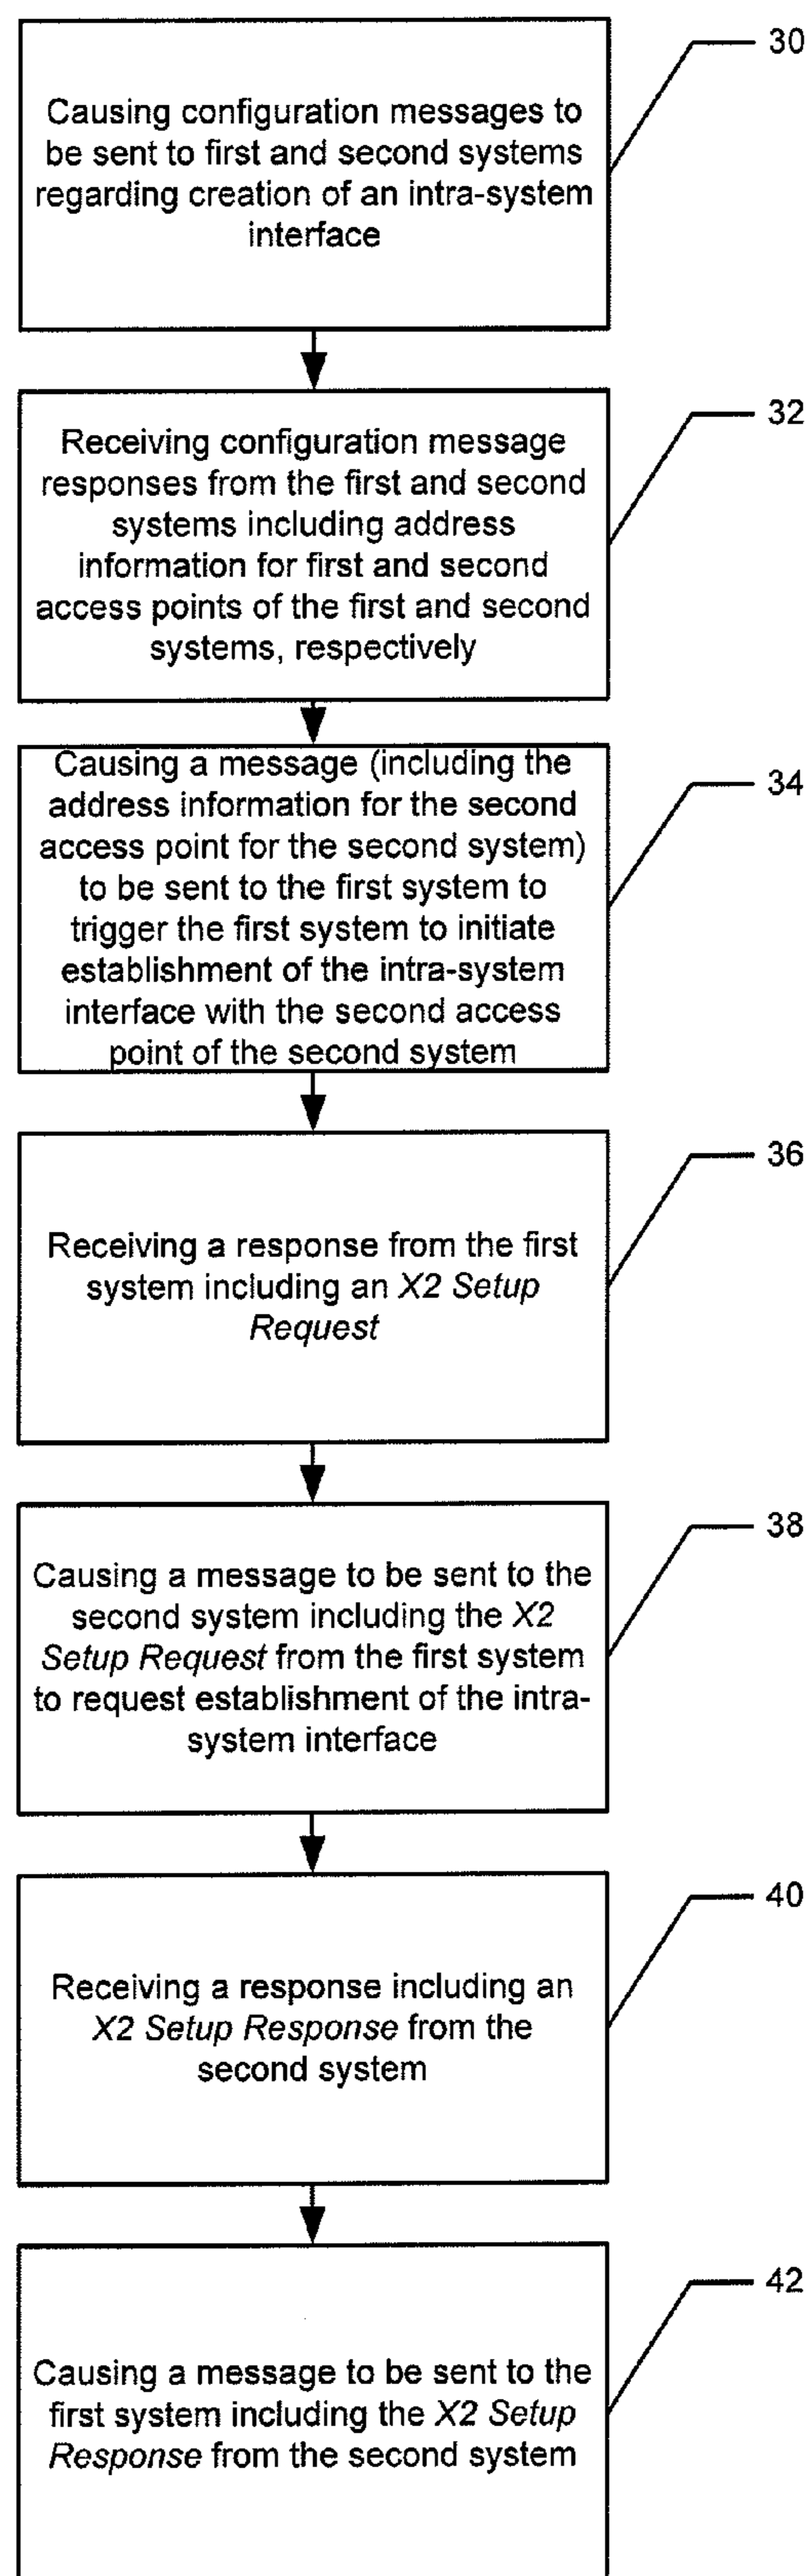 30
Causing configuration messages to
be sent to first and second systems
regarding creation of an intra-system
interface
32
Receiving configuration message
responses from the first and second
systems including address
information for first and second
access points of the first and second
systems, respectively
34
Causing a message (including the
address information for the second
access point for the second system)
to be sent to the first system to
trigger the first system to initiate
establishment of the intra-system
interface with the second access
point of the second system
36
Receiving a response from the first
system including an X2 Setup
Request
38
Causing a message to be sent to the
second system including the X2
Setup Request from the first system
to request establishment of the intra-
system interface
40
Receiving a response including an
X2 Setup Response from the
second system
42
Causing a message to be sent to the
first system including the X2 Setup
Response from the second system